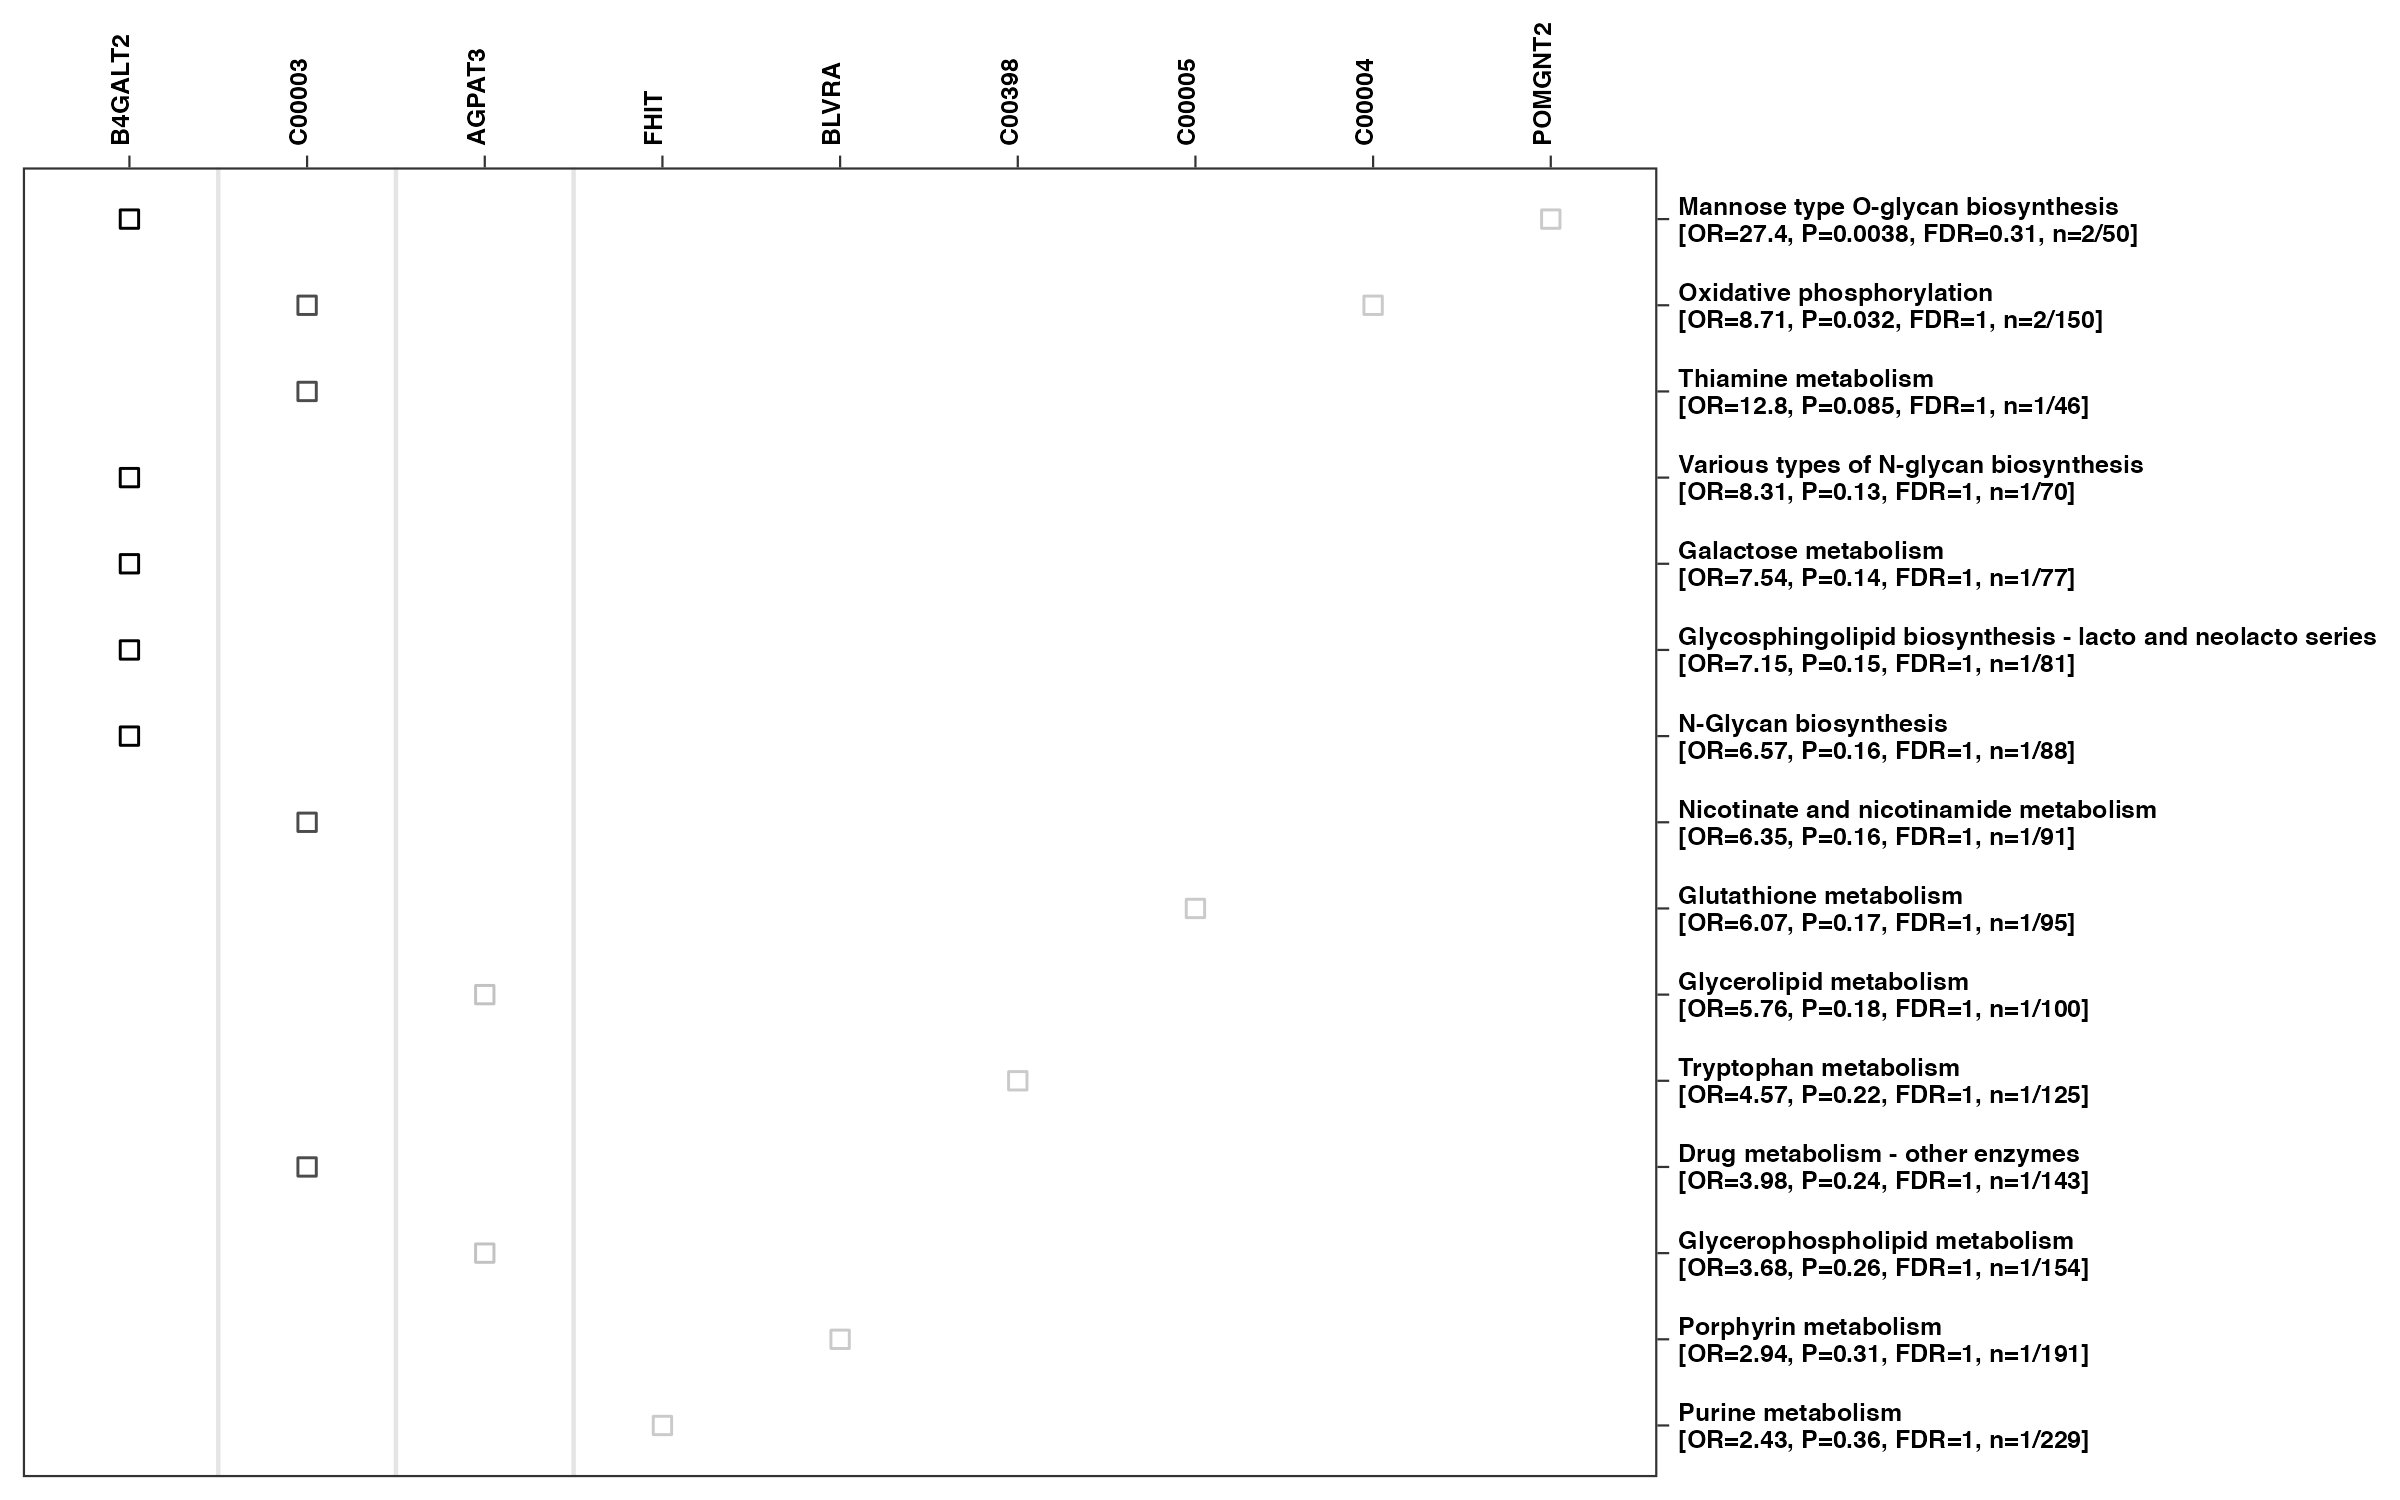 B4GALT2
C00003
AGPAT3
FHIT
BLVRA
C00398
C00005
C00004
POMGNT2
Mannose type O-glycan biosynthesis
[OR=27.4, P=0.0038, FDR=0.31, n=2/50]
Oxidative phosphorylation
[OR=8.71, P=0.032, FDR=1, n=2/150]
Thiamine metabolism
[OR=12.8, P=0.085, FDR=1, n=1/46]
Various types of N-glycan biosynthesis
[OR=8.31, P=0.13, FDR=1, n=1/70]
Galactose metabolism
[OR=7.54, P=0.14, FDR=1, n=1/77]
Glycosphingolipid biosynthesis - lacto and neolacto series
[OR=7.15, P=0.15, FDR=1, n=1/81]
N-Glycan biosynthesis
[OR=6.57, P=0.16, FDR=1, n=1/88]
Nicotinate and nicotinamide metabolism
[OR=6.35, P=0.16, FDR=1, n=1/91]
Glutathione metabolism
[OR=6.07, P=0.17, FDR=1, n=1/95]
Glycerolipid metabolism
[OR=5.76, P=0.18, FDR=1, n=1/100]
Tryptophan metabolism
[OR=4.57, P=0.22, FDR=1, n=1/125]
Drug metabolism - other enzymes
[OR=3.98, P=0.24, FDR=1, n=1/143]
Glycerophospholipid metabolism
[OR=3.68, P=0.26, FDR=1, n=1/154]
Porphyrin metabolism
[OR=2.94, P=0.31, FDR=1, n=1/191]
Purine metabolism
[OR=2.43, P=0.36, FDR=1, n=1/229]